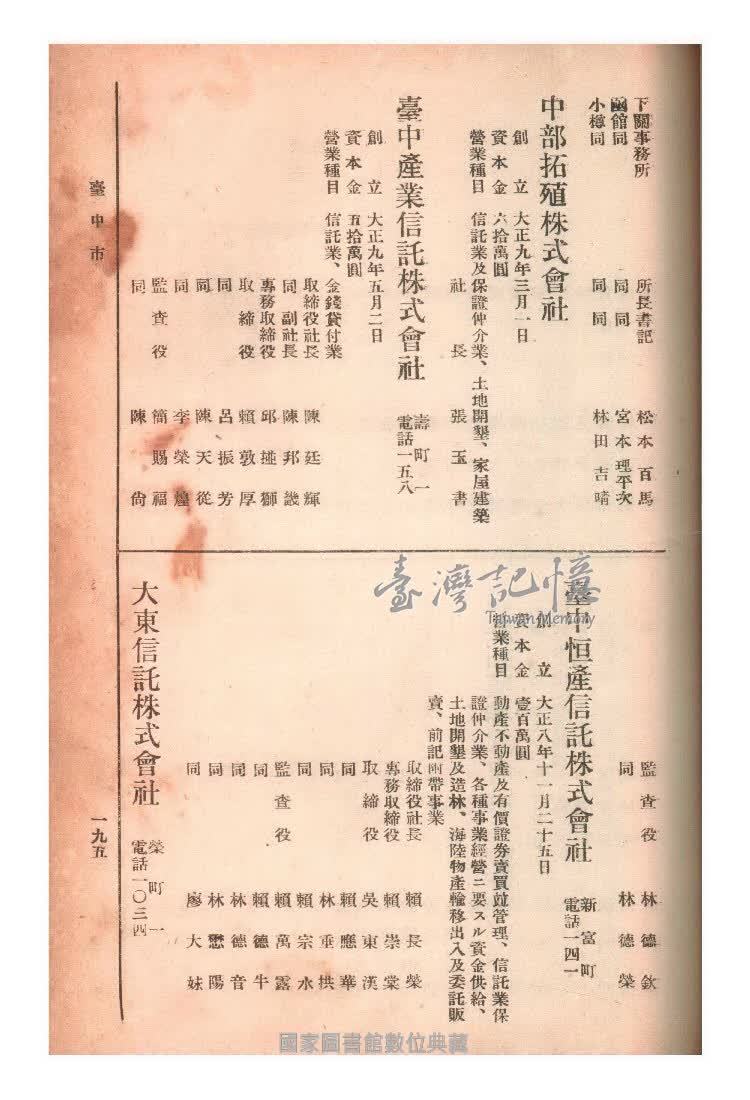 下關事務所 所長書記 松本百馬
函館同 同同 宮本理平次
小樽同 同同 林田吉晴
中部拓殖株式會社
創立 大正九年三月一日
資本金 六拾萬圓
營業種目 信託業及保證仲介業、土地開墾、家屋建築
社長 張玉書
臺中產業信託株式會社 壽町一
電話一五八
創立 大正九年五月二日
資本金 五拾萬圓
營業種目 信託業、金錢貸付業
取締役社長 陳廷輝
同副社長 陳邦畿
專務取締役 邱 獅
取締役 賴敦厚
同 呂振芳
同 陳天從
同 李榮煌
監查役 簡賜福
同 陳尙
監查役 林德欽
同 林德榮
臺中恒產信託株式會社 新富町
電話一四一
創立 大正八年十一月二十五日
資本金 壹百萬圓
營業種目 動產不動產及有價證券賣買竝管理、信託業保
證仲介業、各種事業經營ニ要スル資金供給、
土地開墾及造林、海陸物產輸移出入及委託販
賣、前記附帶事業
取締役社長 賴長榮
專務取締役 賴崇棠
取締役 吳東漢
同 賴應華
同 林垂拱
同 賴宗水
監查役 賴萬露
同 賴德牛
同 林德音
同 林懋陽
同 廖大妹
大東信託株式會社 榮町一
電話一〇三四
臺中市
一九五
臺灣記憶
Taiwan Memory
國家圖書館數位典藏